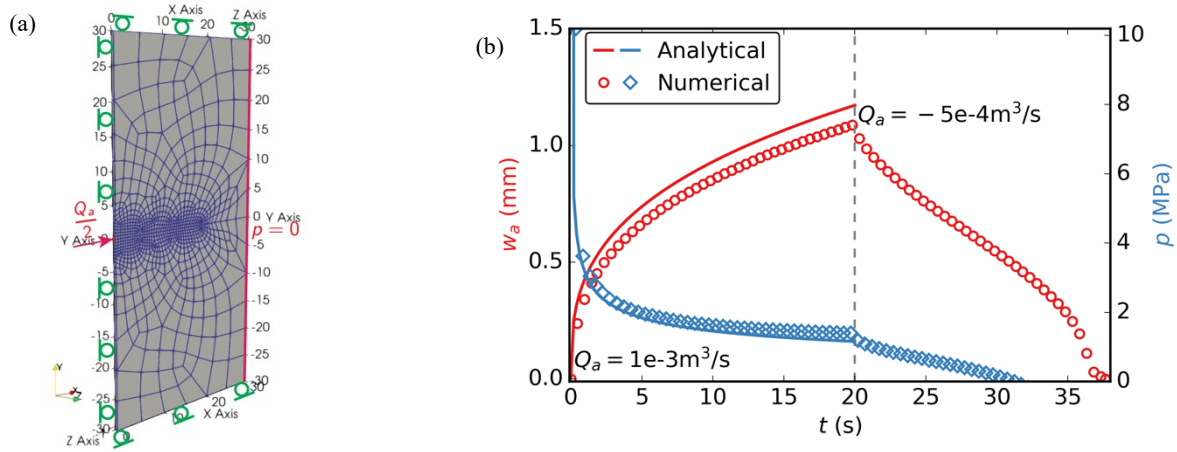 (a)
X Axis
Z Axis
0 10 20 30
30 30
25 25
20 20
15 15
10 10
5 5
Q_a/2
0 Y Axis
Y Axis
p = 0
-5 -5
-10 -10
-15 -15
-20 -20
-25 -25
-30 -30
Z Axis 0 10 X Axis
Y
X
Z
(b)
1.5 10
Analytical
Numerical
8
Q_a = −5e-4m³/s
1.0
6
w_a (mm)
p (MPa)
4
0.5
2
Q_a = 1e-3m³/s
0.0 0
0 5 10 15 20 25 30 35
t (s)